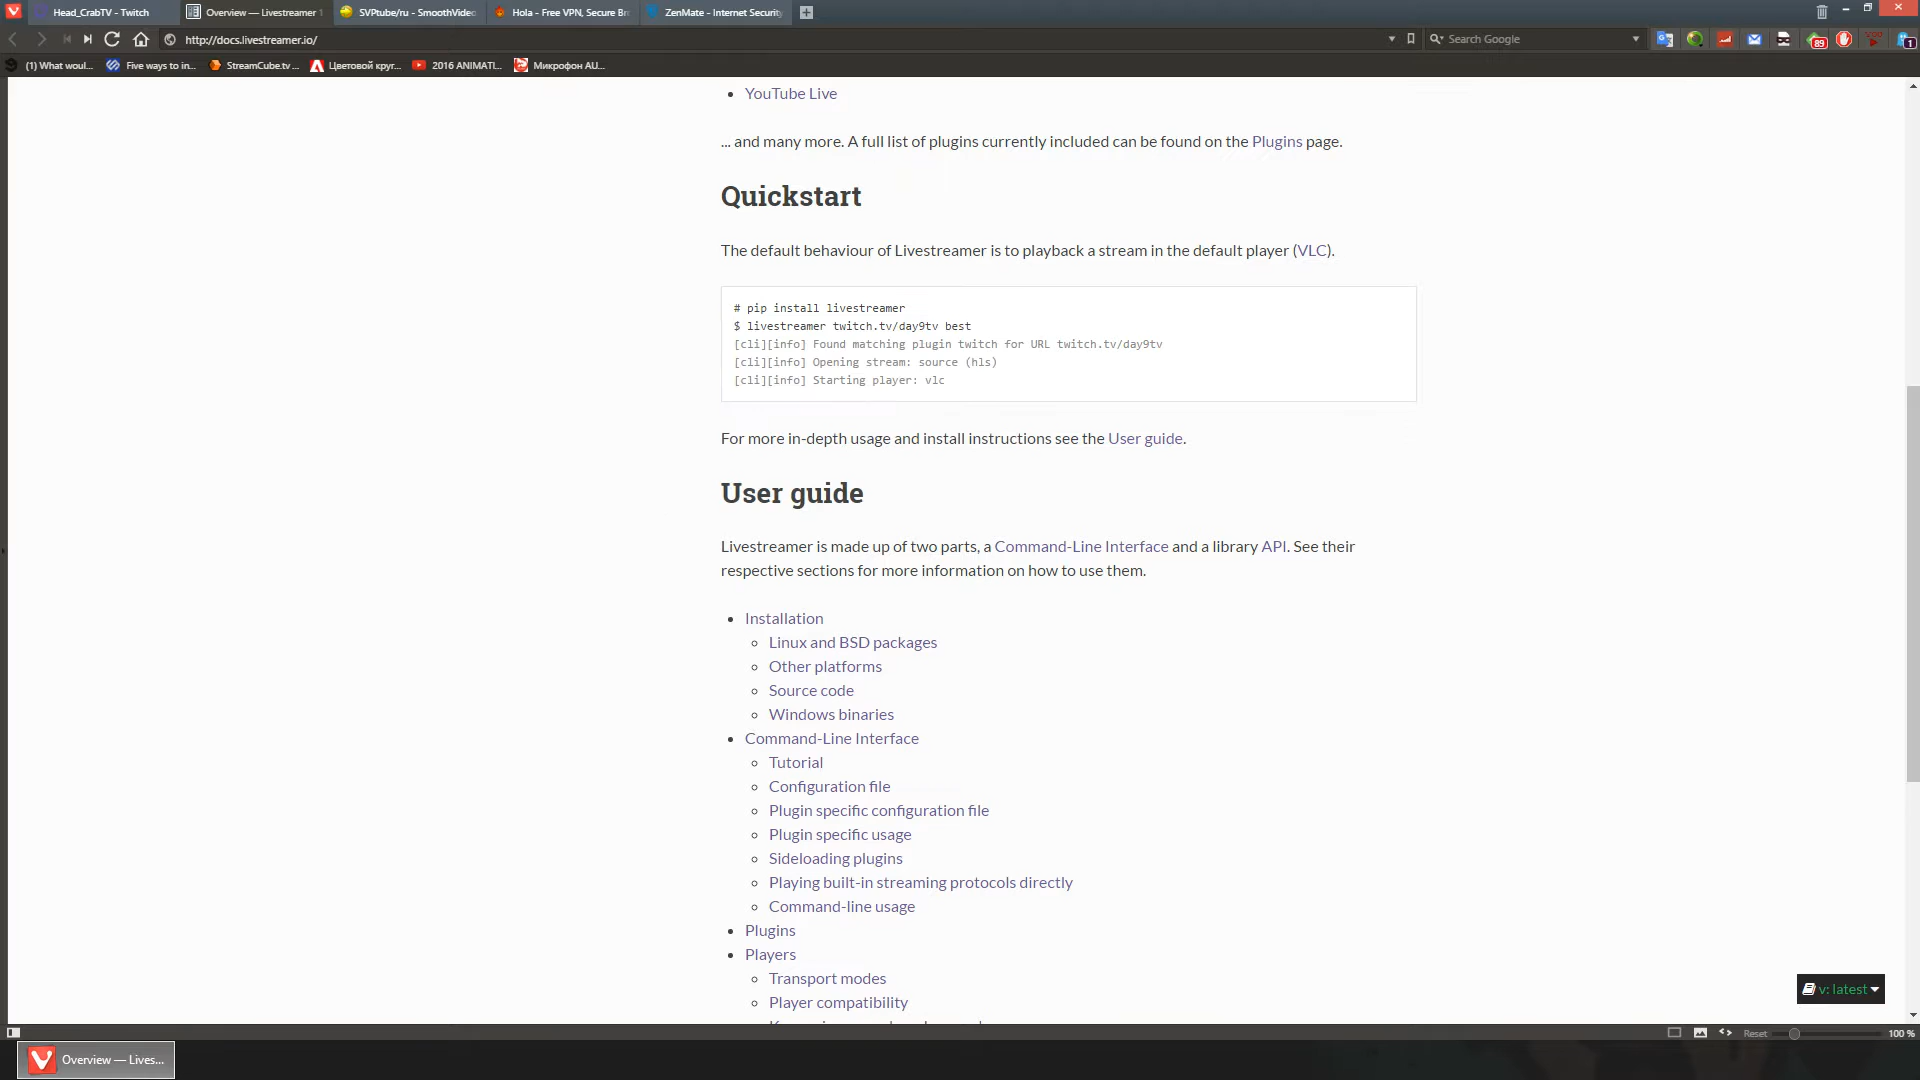 Head_CrabTV - Twitch
Overview — Livestreamer 1
SVPtube/ru - SmoothVideo
Hola - Free VPN, Secure Br
ZenMate - Internet Security
http://docs.livestreamer.io/
Search Google
89
1
(1) What woul...
Five ways to in...
StreamCube.tv ...
Цветовой круг...
2016 ANIMATI...
Микрофон AU...
YouTube Live
... and many more. A full list of plugins currently included can be found on the Plugins page.
Quickstart
The default behaviour of Livestreamer is to playback a stream in the default player (VLC).
# pip install livestreamer
$ livestreamer twitch.tv/day9tv best
[cli][info] Found matching plugin twitch for URL twitch.tv/day9tv
[cli][info] Opening stream: source (hls)
[cli][info] Starting player: vlc
For more in-depth usage and install instructions see the User guide.
User guide
Livestreamer is made up of two parts, a Command-Line Interface and a library API. See their
respective sections for more information on how to use them.
Installation
Linux and BSD packages
Other platforms
Source code
Windows binaries
Command-Line Interface
Tutorial
Configuration file
Plugin specific configuration file
Plugin specific usage
Sideloading plugins
Playing built-in streaming protocols directly
Command-line usage
Plugins
Players
Transport modes
Player compatibility
v: latest
Reset
100 %
Overview — Lives...